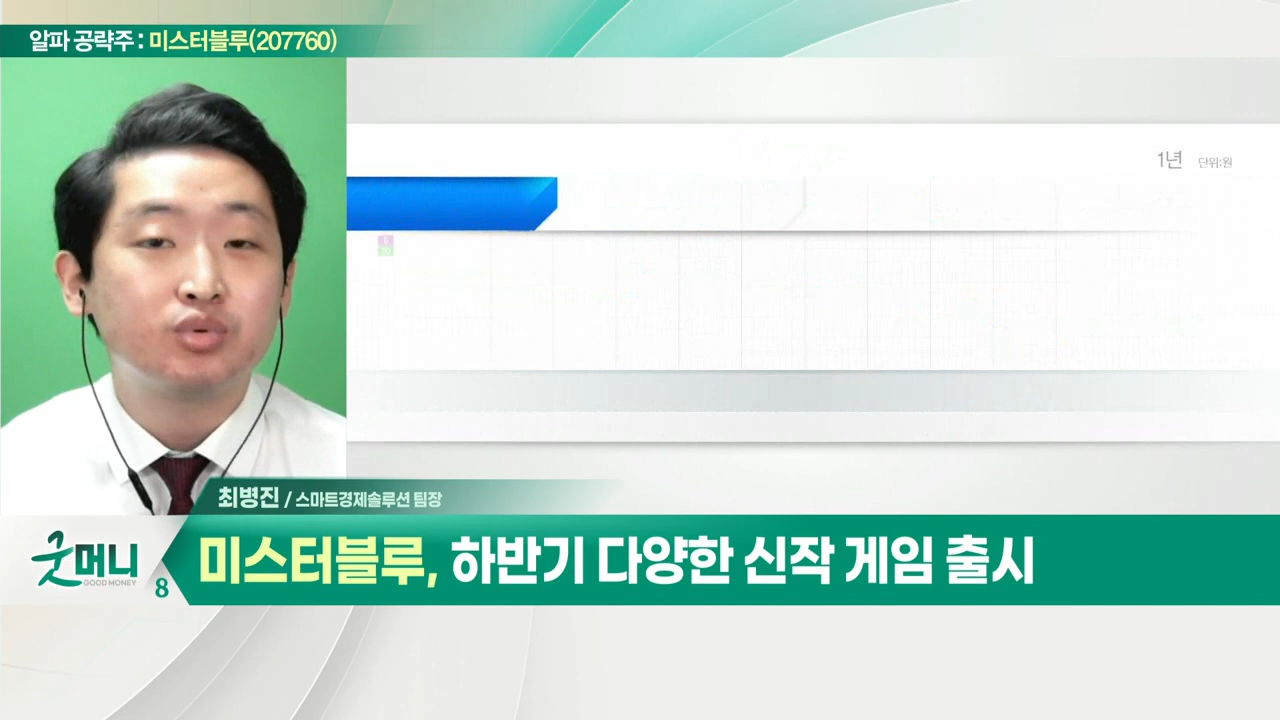 알파 공략주 : 미스터블루(207760)
1년 단위:원
최병진 / 스마트경제솔루션 팀장
굿머니
GOOD MONEY
8
미스터블루, 하반기 다양한 신작 게임 출시